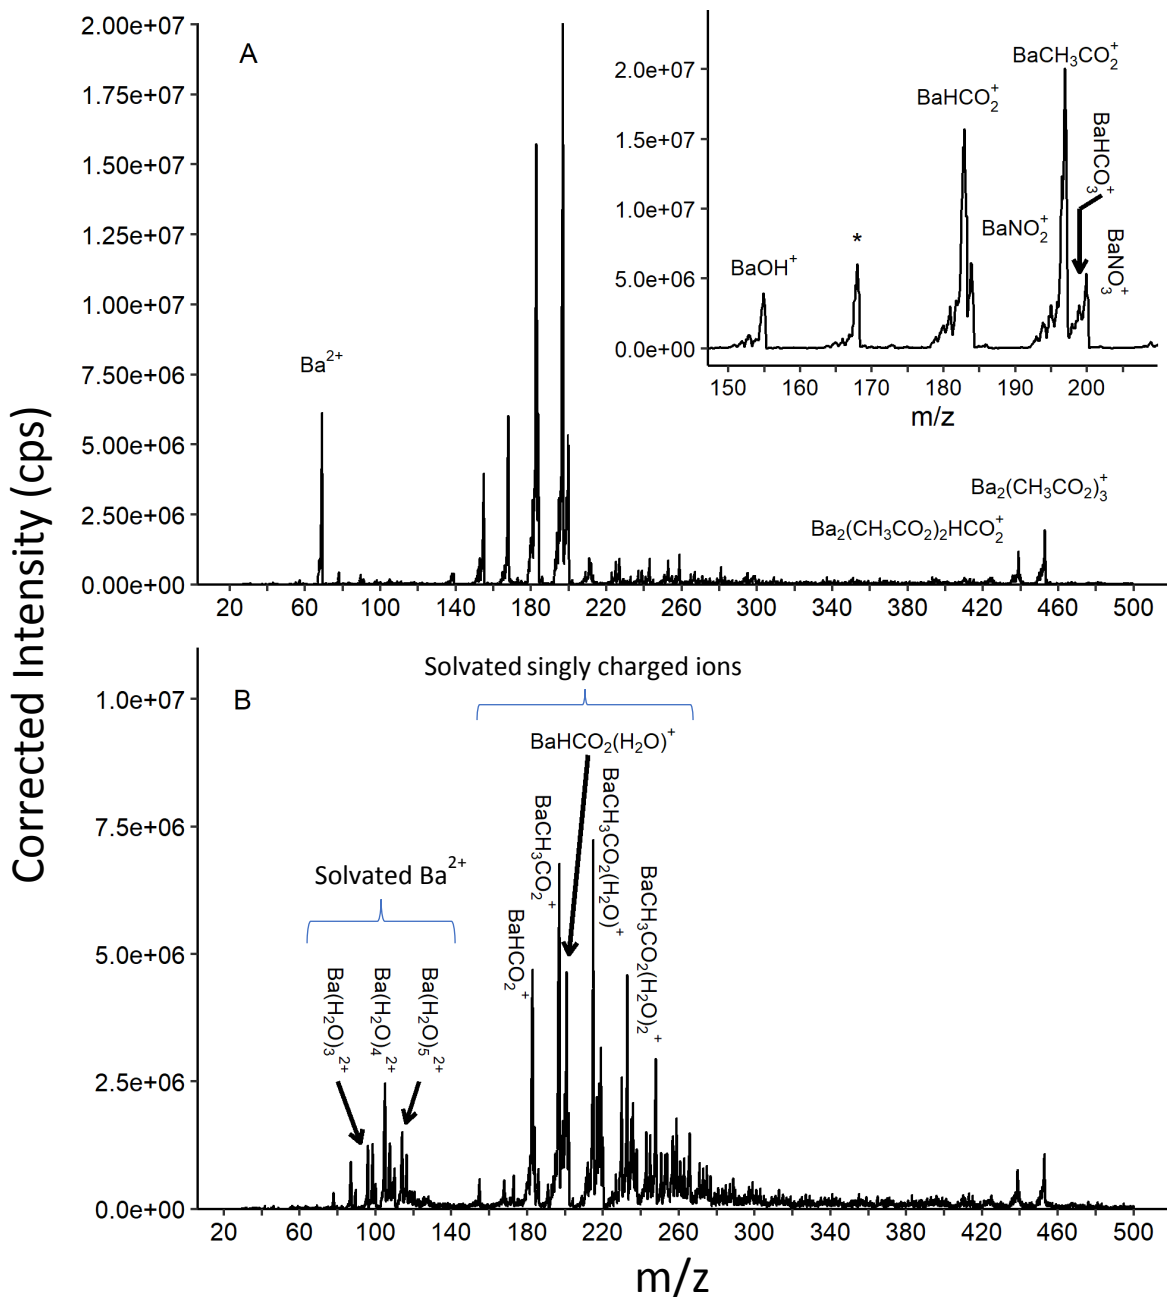 Corrected Intensity (cps)
A
2.00e+07
1.75e+07
1.50e+07
1.25e+07
1.00e+07
7.50e+06
5.00e+06
2.50e+06
0.00e+00
Ba²⁺
Ba₂(CH₃CO₂)₃⁺
Ba₂(CH₃CO₂)₂HCO₂⁺
20 60 100 140 180 220 260 300 340 380 420 460 500
2.0e+07
1.5e+07
1.0e+07
5.0e+06
0.0e+00
BaCH₃CO₂⁺
BaHCO₂⁺
BaHCO₃⁺
BaNO₂⁺
BaNO₃⁺
*
BaOH⁺
150 160 170 180 190 200
m/z
B
1.0e+07
7.5e+06
5.0e+06
2.5e+06
0.0e+00
Solvated singly charged ions
BaHCO₂(H₂O)⁺
BaCH₃CO₂⁺
BaCH₃CO₂(H₂O)⁺
BaHCO₂⁺
BaCH₃CO₂(H₂O)₂⁺
Solvated Ba²⁺
Ba(H₂O)₃²⁺
Ba(H₂O)₄²⁺
Ba(H₂O)₅²⁺
20 60 100 140 180 220 260 300 340 380 420 460 500
m/z